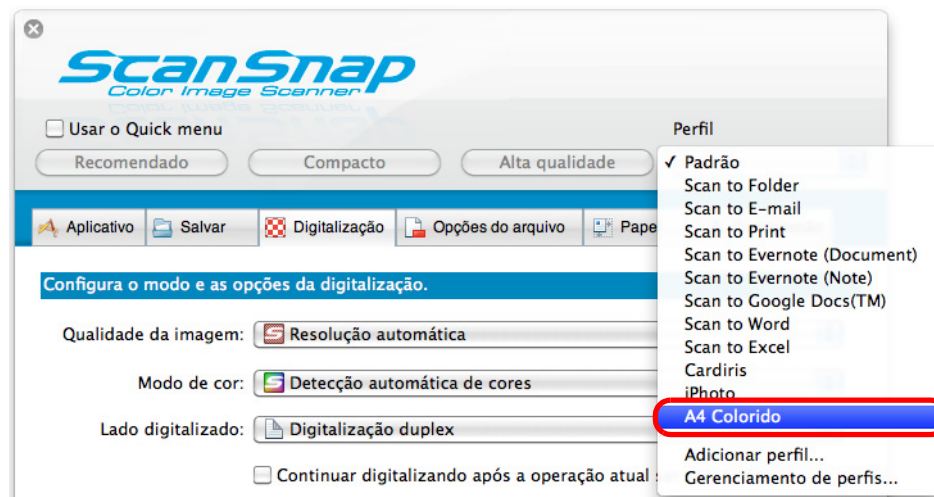 ScanSnap
Color Image Scanner
Usar o Quick menu
Perfil
Recomendado
Compacto
Alta qualidade
✓ Padrão
Scan to Folder
Scan to E-mail
Scan to Print
Scan to Evernote (Document)
Scan to Evernote (Note)
Scan to Google Docs(TM)
Scan to Word
Scan to Excel
Cardiris
iPhoto
A4 Colorido
Adicionar perfil...
Gerenciamento de perfis...
Aplicativo
Salvar
Digitalização
Opções do arquivo
Pape
Configura o modo e as opções da digitalização.
Qualidade da imagem: Resolução automática
Modo de cor: Detecção automática de cores
Lado digitalizado: Digitalização duplex
Continuar digitalizando após a operação atual